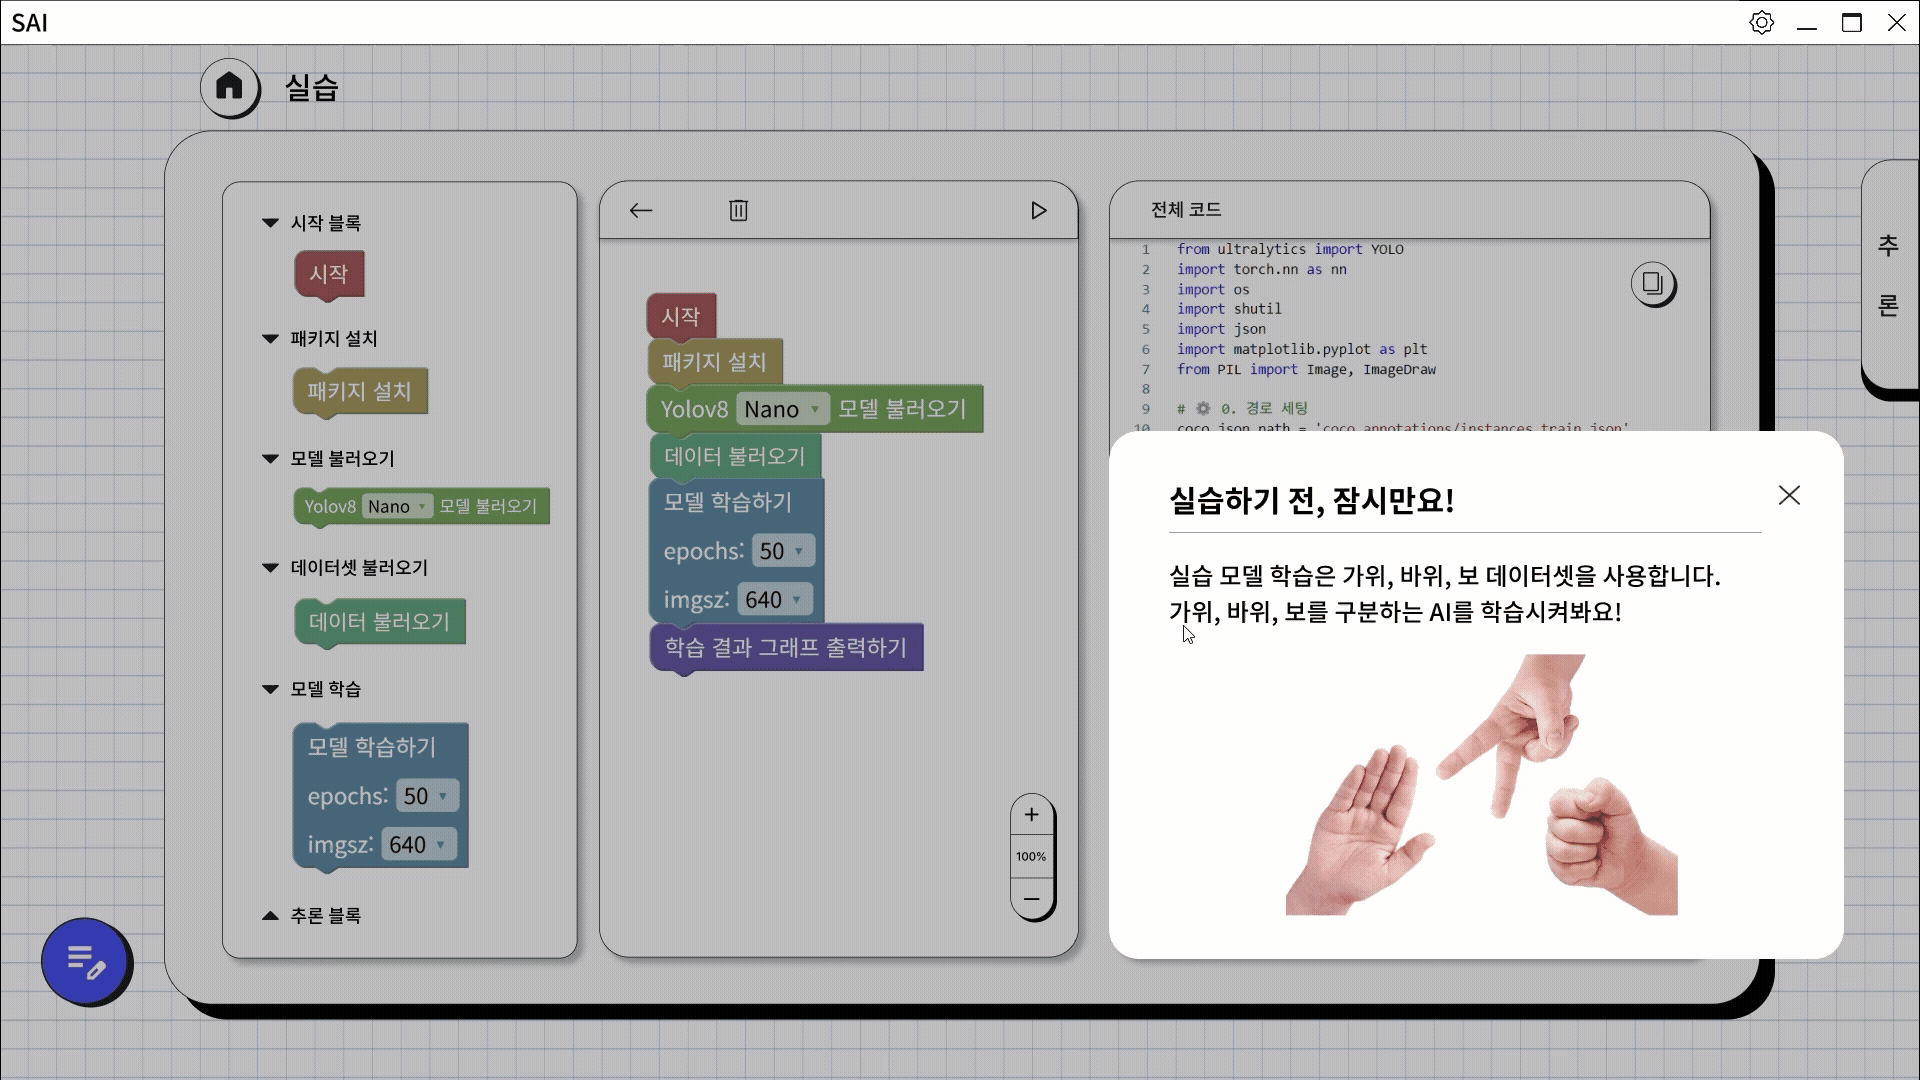 SAI
실습
시작 블록
시작
패키지 설치
패키지 설치
모델 불러오기
Yolov8 Nano 모델 불러오기
데이터셋 불러오기
데이터 불러오기
모델 학습
모델 학습하기
epochs: 50
imgsz: 640
추론 블록
시작
패키지 설치
Yolov8 Nano 모델 불러오기
데이터 불러오기
모델 학습하기
epochs: 50
imgsz: 640
학습 결과 그래프 출력하기
100%
전체 코드
1 from ultralytics import YOLO
2 import torch.nn as nn
3 import os
4 import shutil
5 import json
6 import matplotlib.pyplot as plt
7 from PIL import Image, ImageDraw
8
9 # ⚙ 0. 경로 세팅
10 coco_json_path = 'coco_annotations/instances_train.json'
실습하기 전, 잠시만요!
실습 모델 학습은 가위, 바위, 보 데이터셋을 사용합니다.
가위, 바위, 보를 구분하는 AI를 학습시켜봐요!
추
론